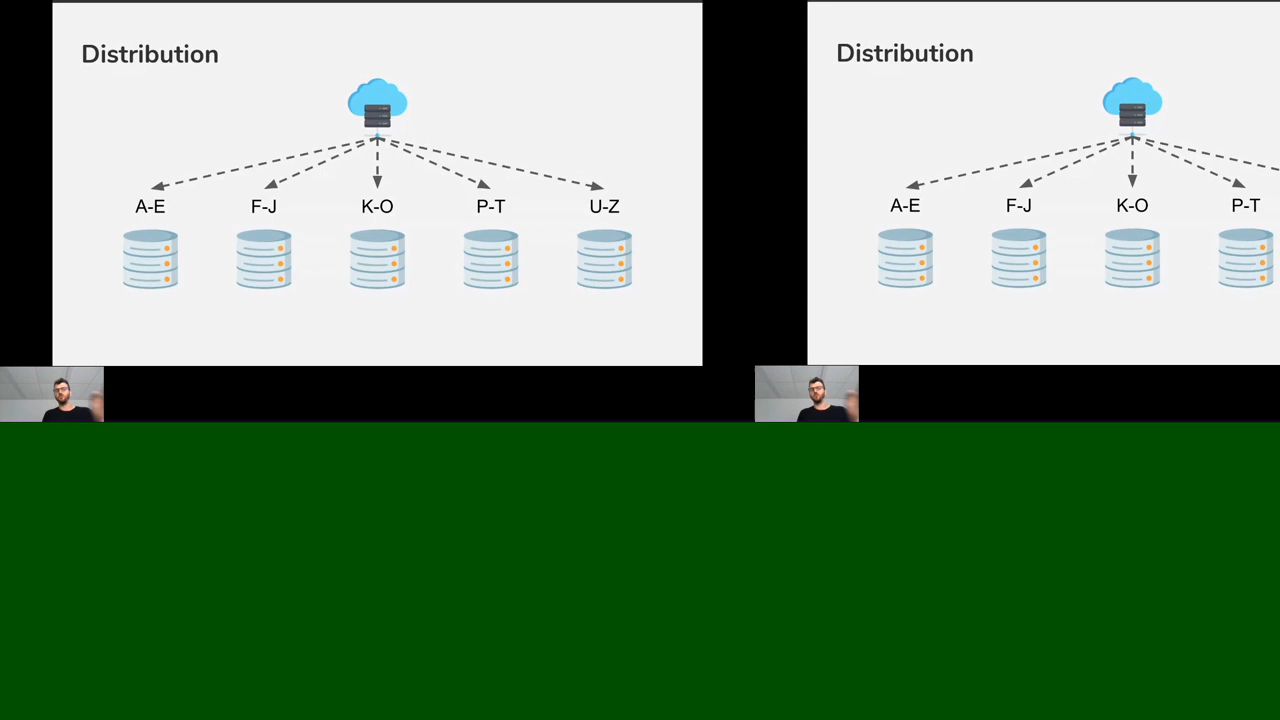 Distribution
A-E F-J K-O P-T U-Z
Distribution
A-E F-J K-O P-T